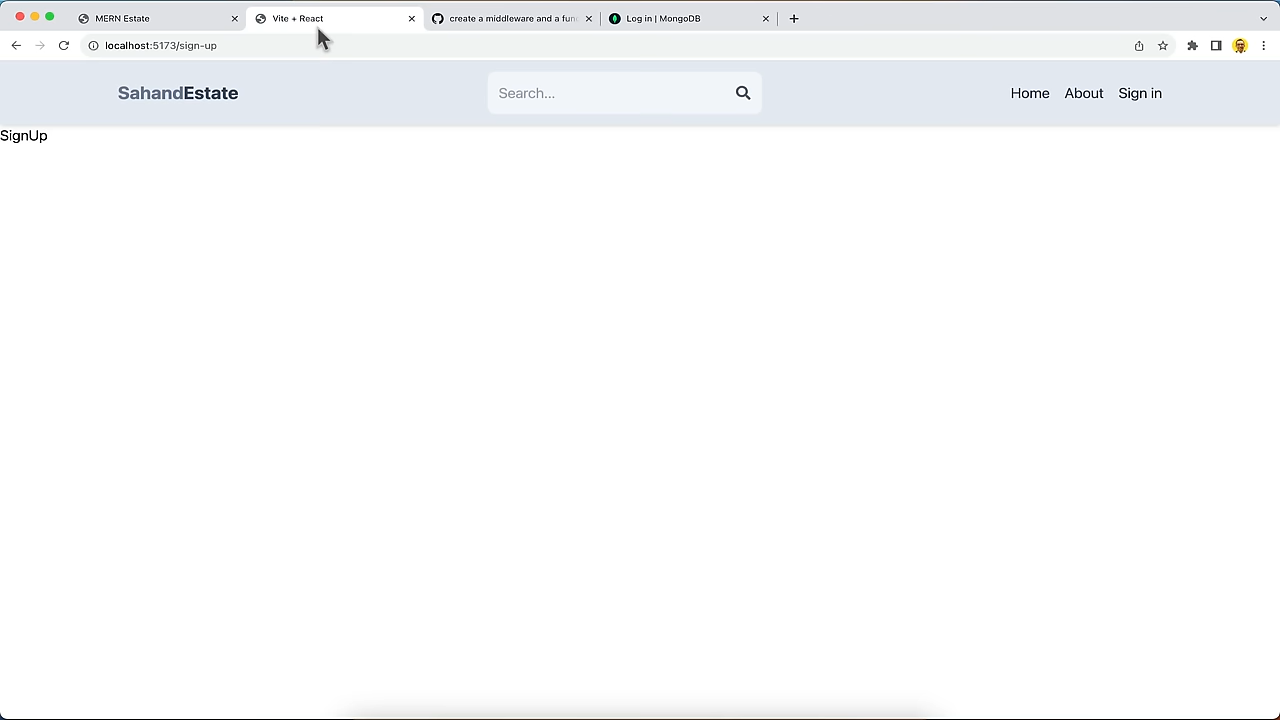 MERN Estate
Vite + React
create a middleware and a fun
Log in | MongoDB
localhost:5173/sign-up
SahandEstate
Search...
Home
About
Sign in
SignUp